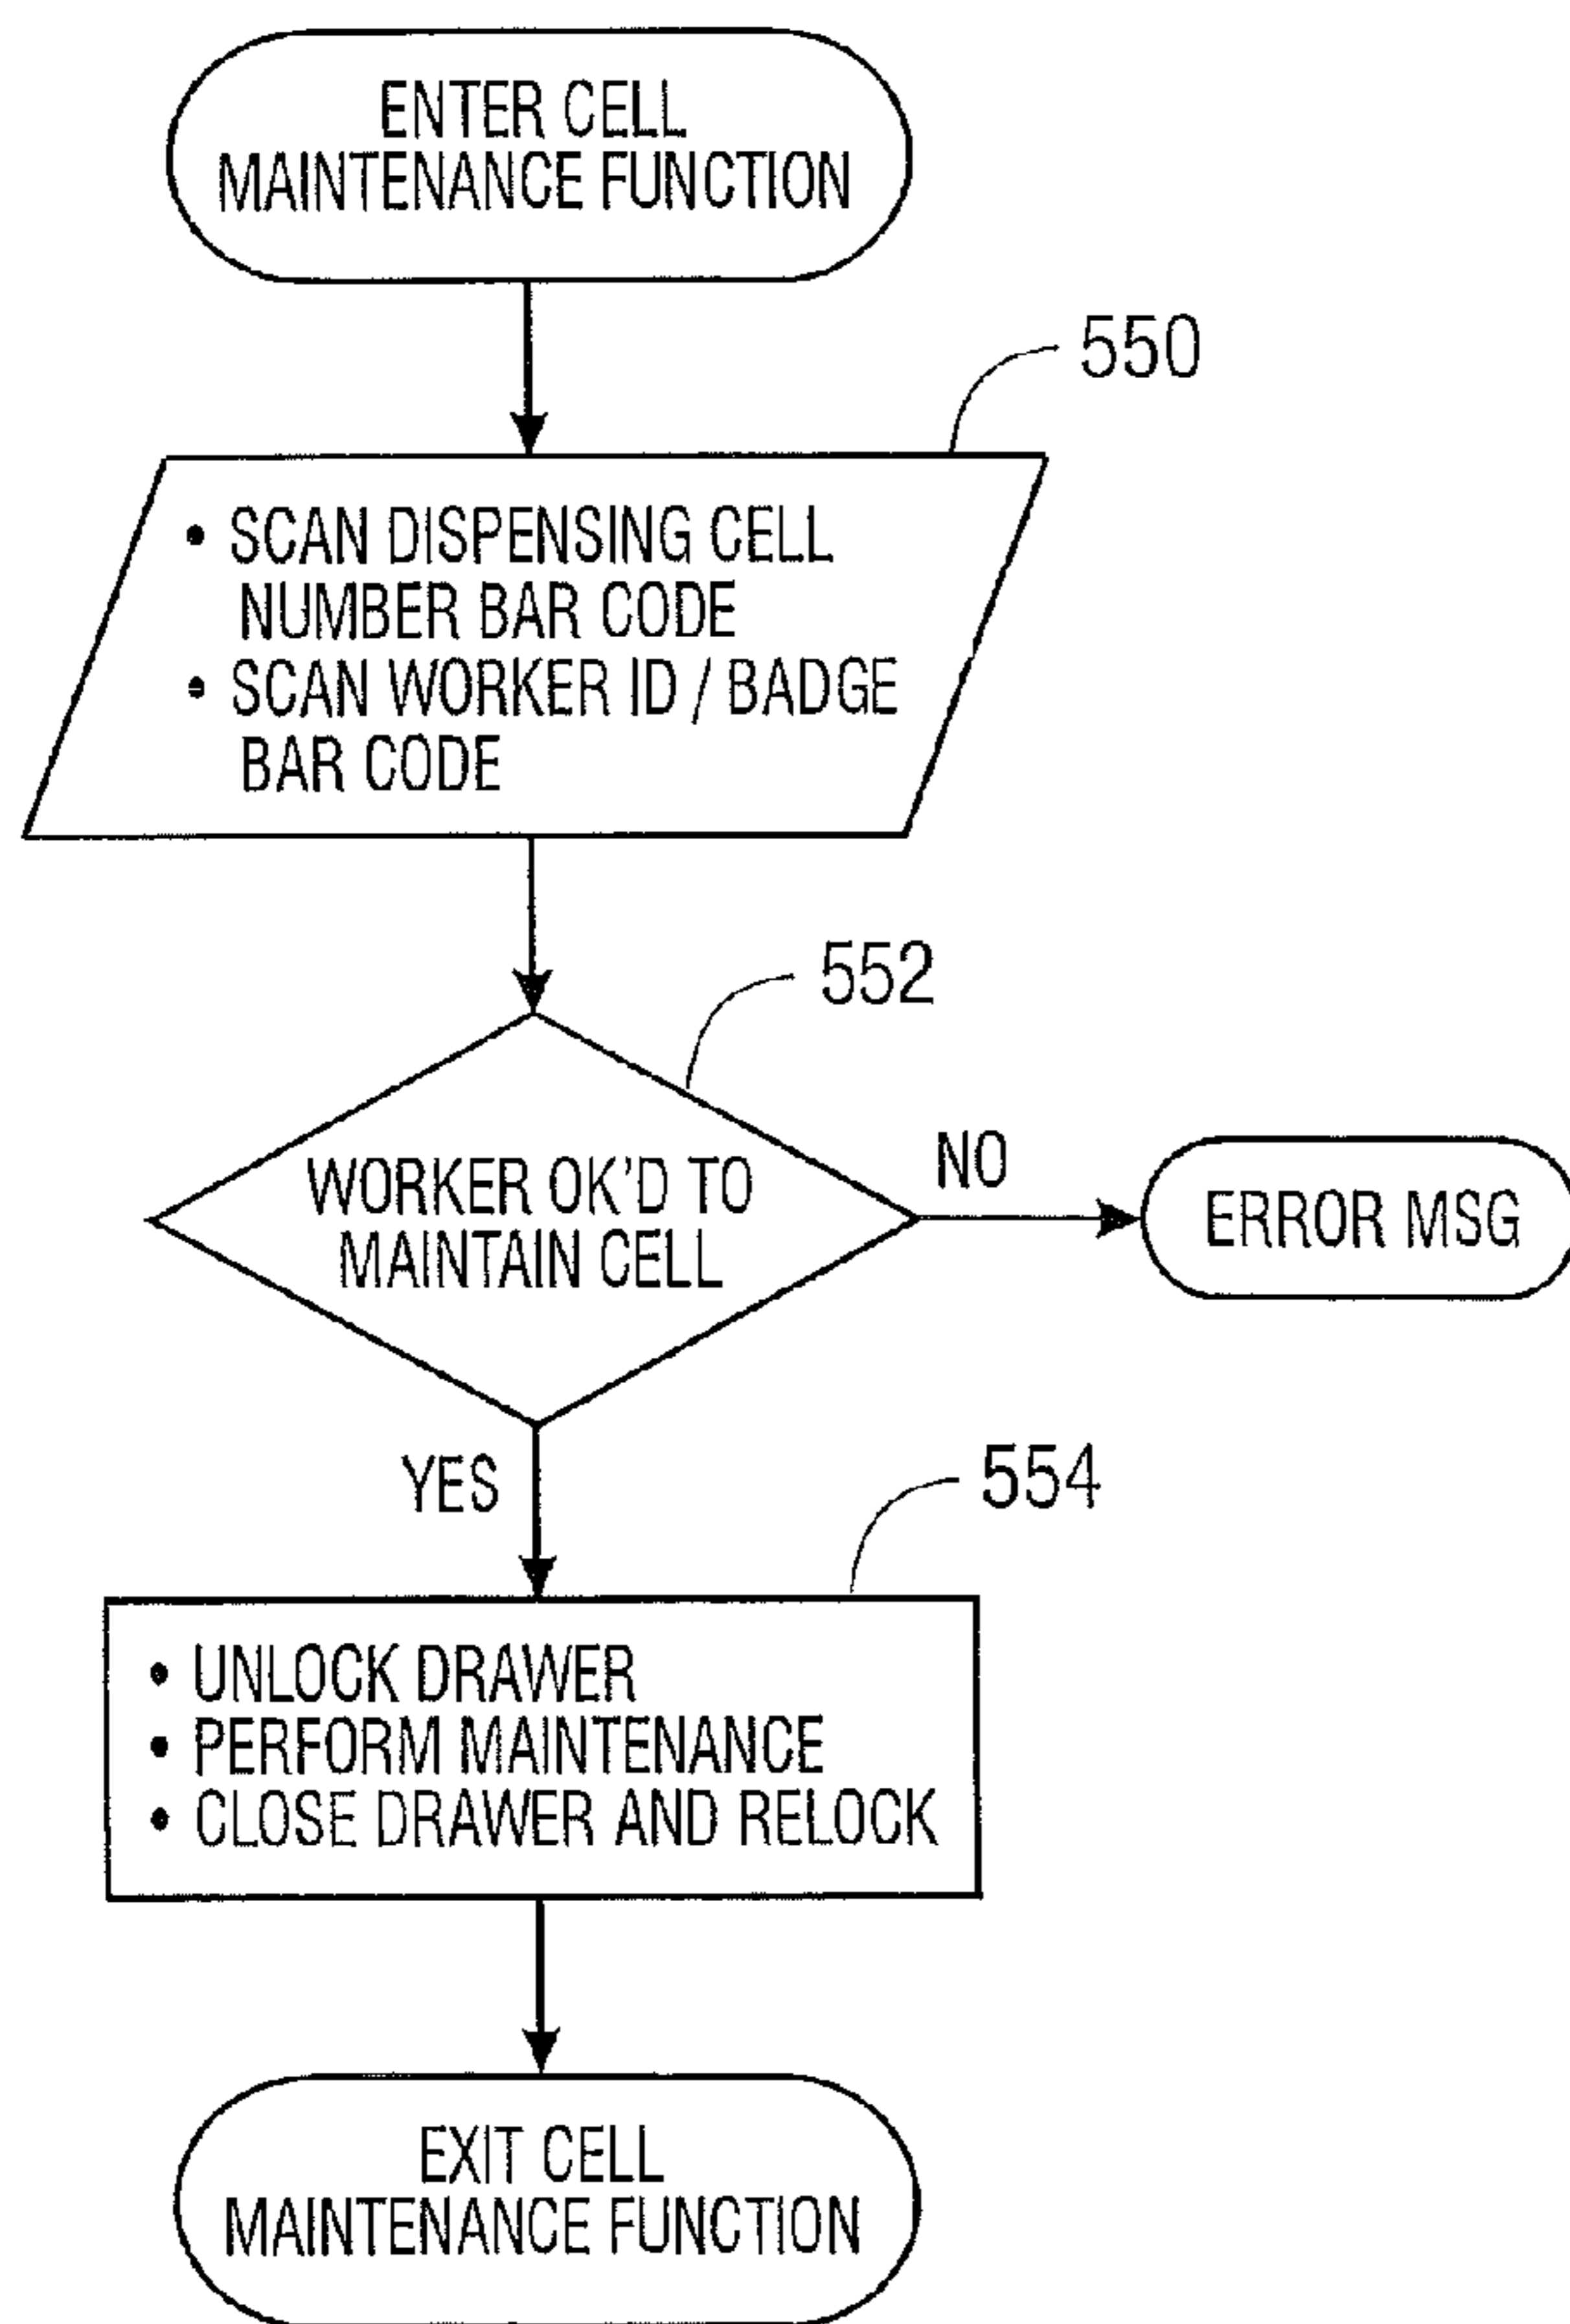 ENTER CELL
MAINTENANCE FUNCTION
550
• SCAN DISPENSING CELL
NUMBER BAR CODE
• SCAN WORKER ID / BADGE
BAR CODE
552
WORKER OK'D TO
MAINTAIN CELL
NO
ERROR MSG
YES
554
• UNLOCK DRAWER
• PERFORM MAINTENANCE
• CLOSE DRAWER AND RELOCK
EXIT CELL
MAINTENANCE FUNCTION